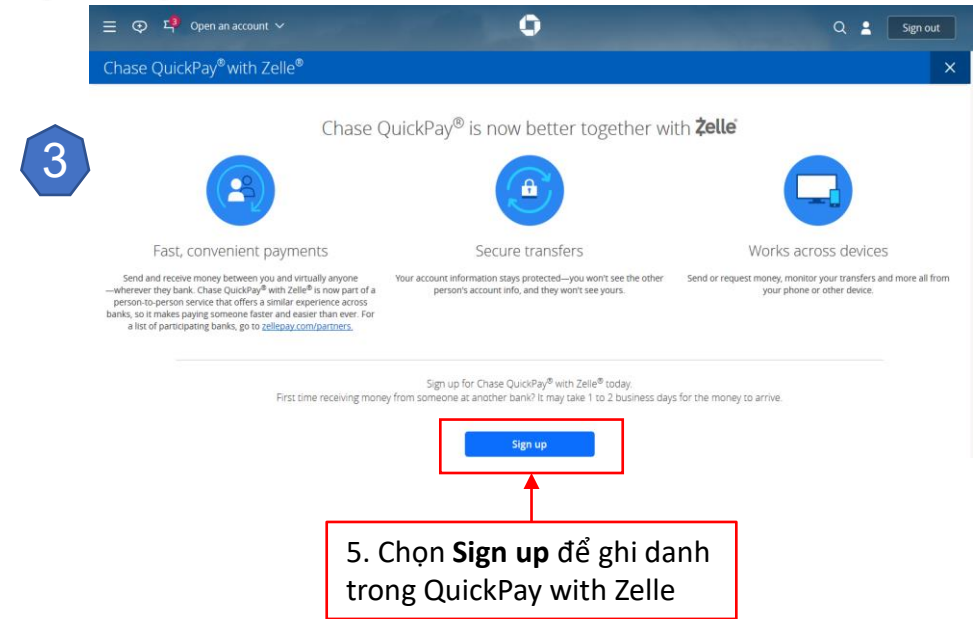 3
Open an account
Sign out
Chase QuickPay® with Zelle®
3
Chase QuickPay® is now better together with Zelle®
Fast, convenient payments
Send and receive money between you and virtually anyone
—wherever they bank. Chase QuickPay® with Zelle® is now part of a
person-to-person service that offers a similar experience across
banks, so it makes paying someone faster and easier than ever. For
a list of participating banks, go to zellepay.com/partners.
Secure transfers
Your account information stays protected—you won't see the other
person's account info, and they won't see yours.
Works across devices
Send or request money, monitor your transfers and more all from
your phone or other device.
Sign up for Chase QuickPay® with Zelle® today.
First time receiving money from someone at another bank? It may take 1 to 2 business days for the money to arrive.
Sign up
5. Chọn Sign up để ghi danh
trong QuickPay with Zelle